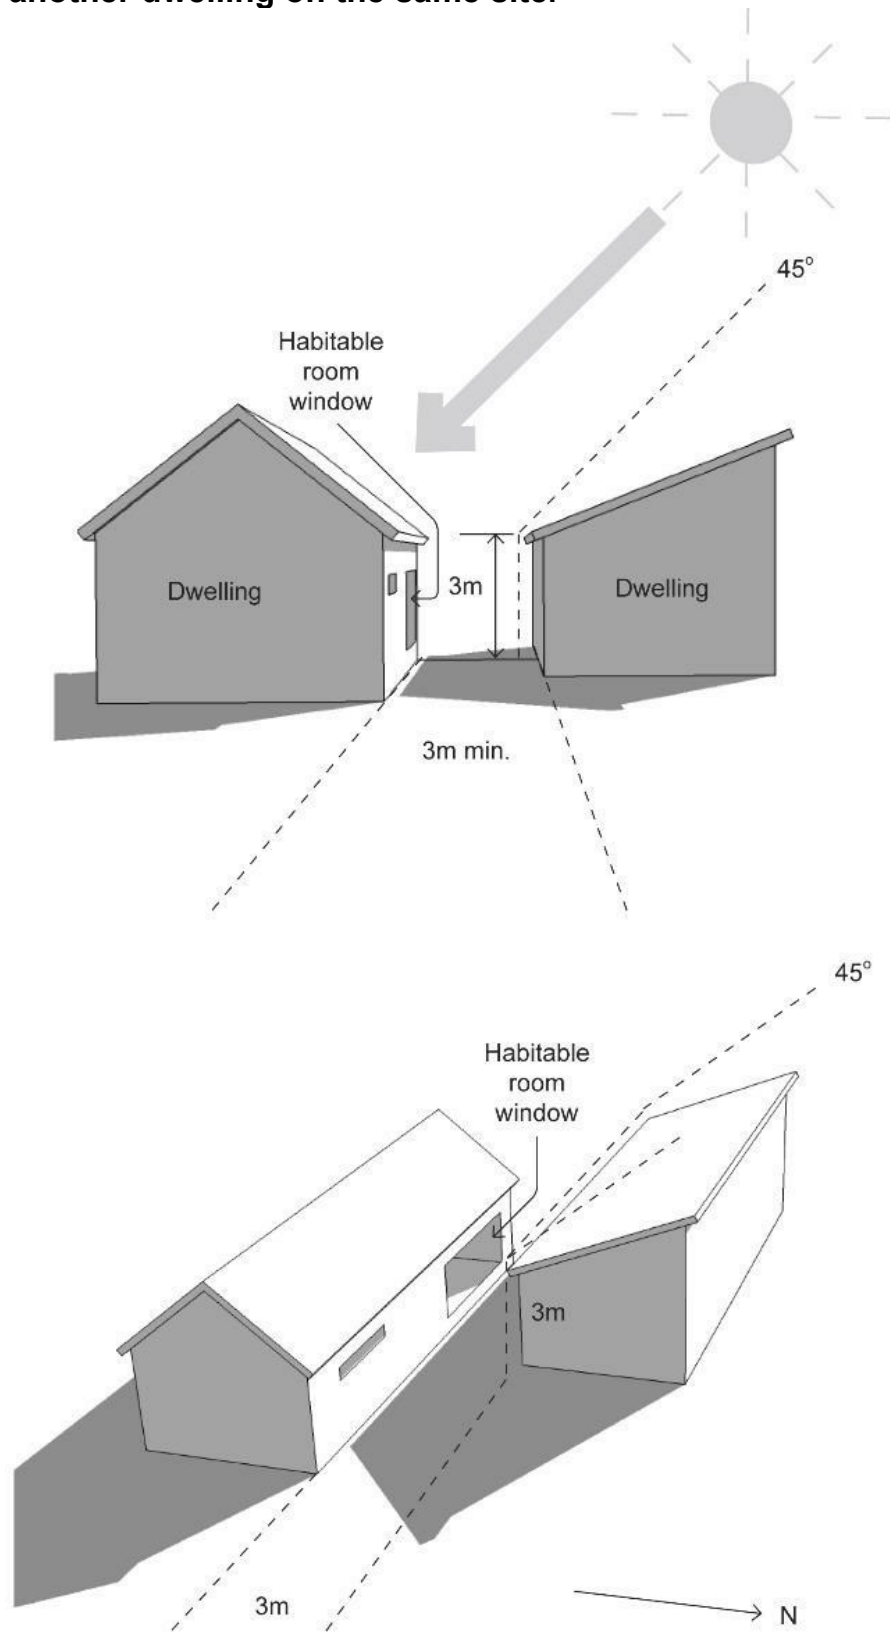 another dwelling on the same site.
45°
Habitable
room
window
Dwelling
3m
Dwelling
3m min.
45°
Habitable
room
window
3m
3m
N